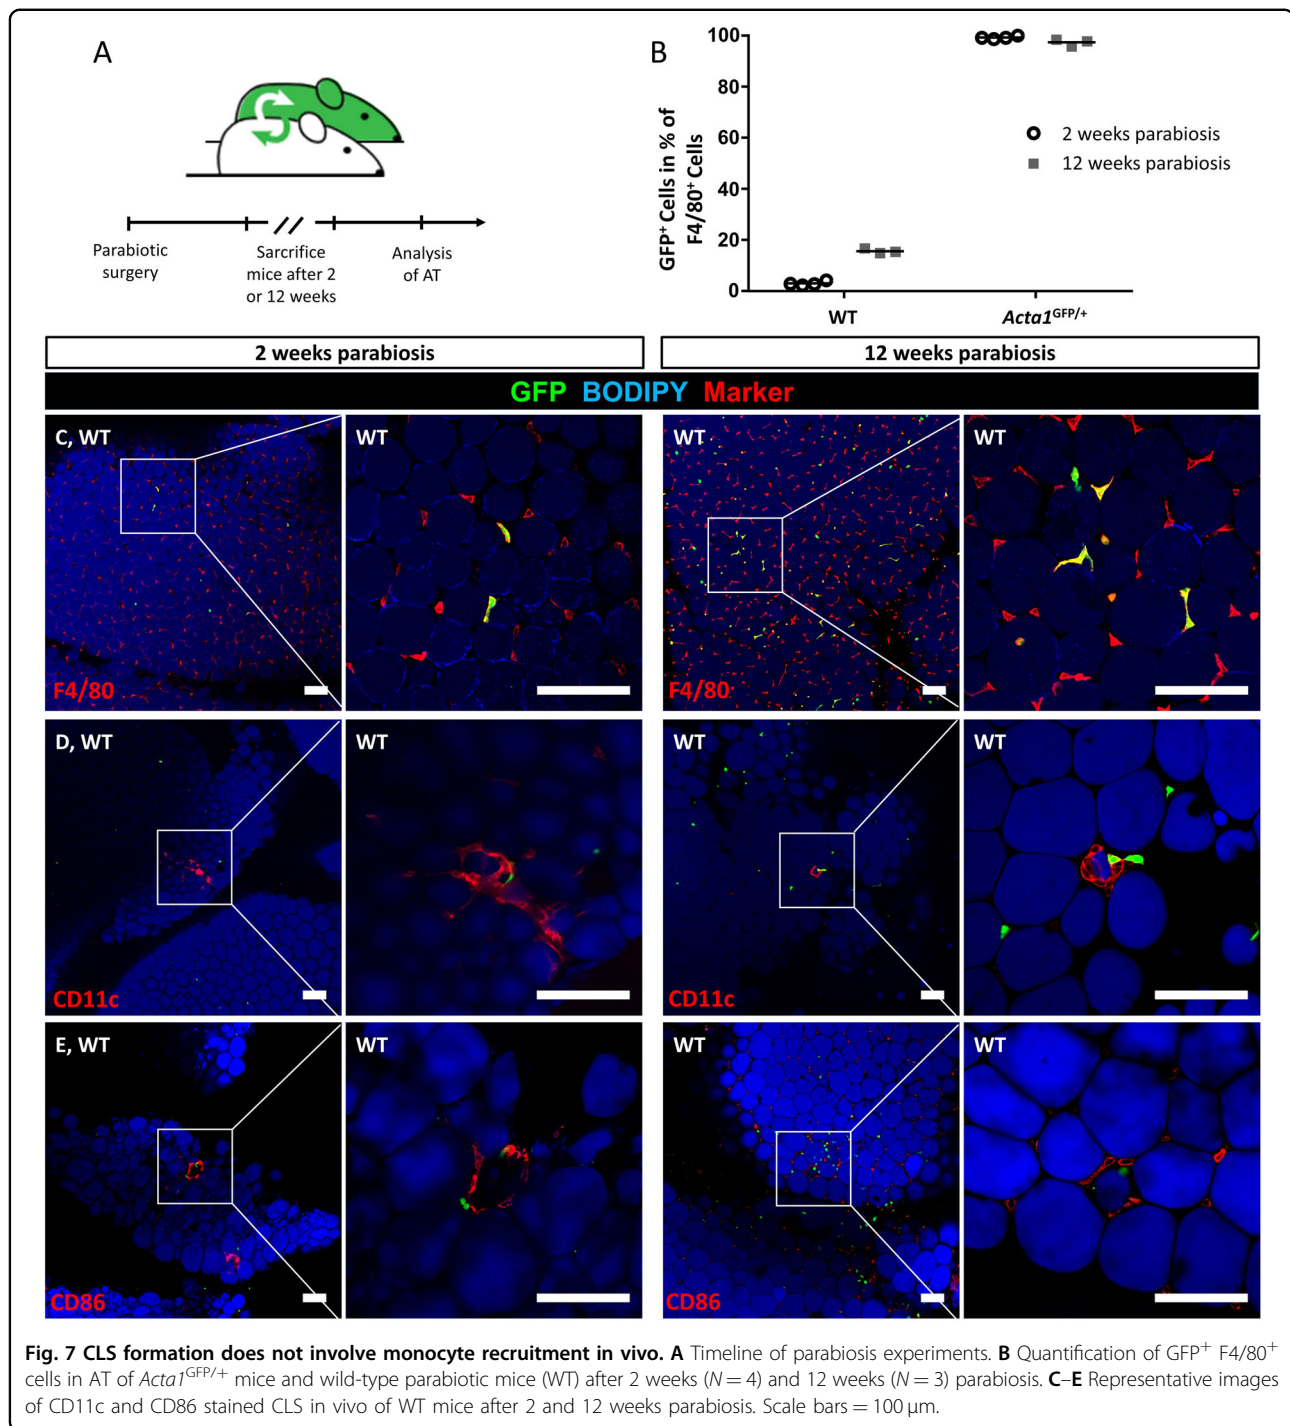 A
Parabiotic
surgery
Sarcrifice
mice after 2
or 12 weeks
Analysis
of AT
B
GFP⁺ Cells in % of
F4/80⁺ Cells
100
80
60
40
20
0
2 weeks parabiosis
12 weeks parabiosis
WT
Acta1^GFP/+
2 weeks parabiosis
12 weeks parabiosis
GFP BODIPY Marker
C, WT
WT
WT
WT
F4/80
F4/80
D, WT
WT
WT
WT
CD11c
CD11c
E, WT
WT
WT
WT
CD86
CD86
Fig. 7 CLS formation does not involve monocyte recruitment in vivo. A Timeline of parabiosis experiments. B Quantification of GFP⁺ F4/80⁺
cells in AT of Acta1^GFP/+ mice and wild-type parabiotic mice (WT) after 2 weeks (N = 4) and 12 weeks (N = 3) parabiosis. C–E Representative images
of CD11c and CD86 stained CLS in vivo of WT mice after 2 and 12 weeks parabiosis. Scale bars = 100 µm.